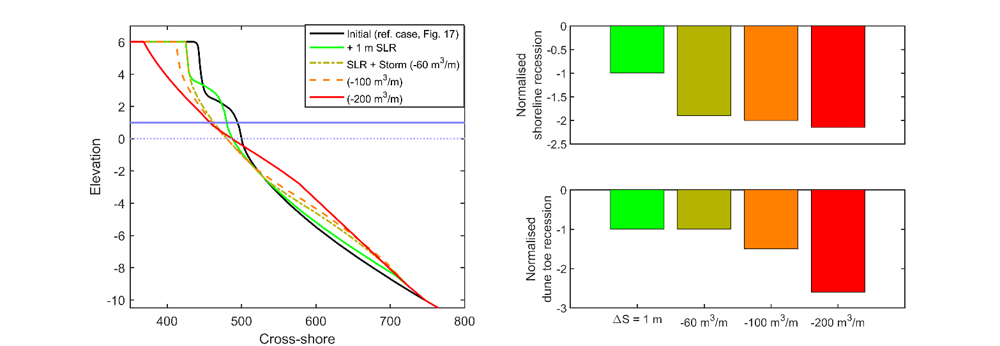 Elevation
6
4
2
0
-2
-4
-6
-8
-10
400
500
600
700
800
Cross-shore
Initial (ref. case, Fig. 17)
+ 1 m SLR
SLR + Storm (-60 m³/m)
(-100 m³/m)
(-200 m³/m)
Normalised
shoreline recession
0
-0.5
-1
-1.5
-2
-2.5
Normalised
dune toe recession
0
-1
-2
-3
ΔS = 1 m
-60 m³/m
-100 m³/m
-200 m³/m